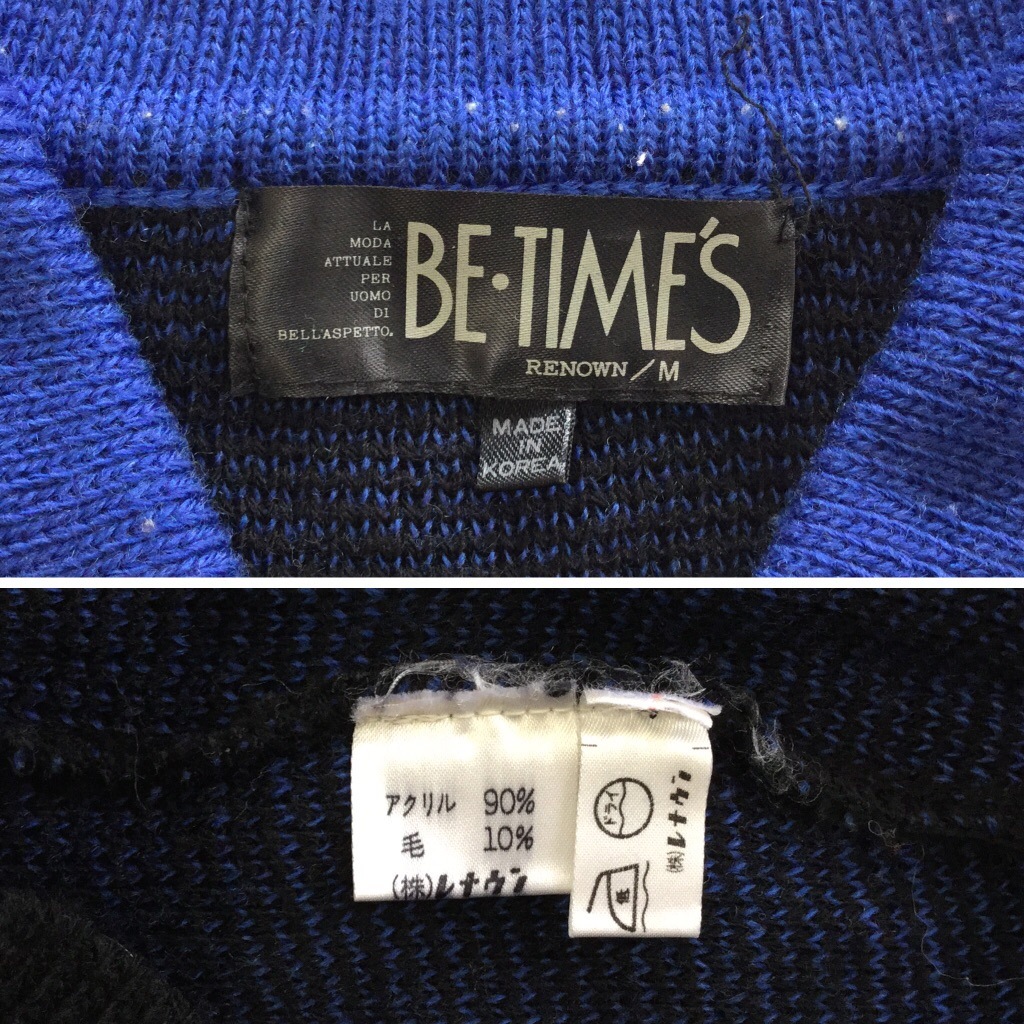 LA
MODA
ATTUALE
PER
UOMO
DI
BELL'ASPETTO.
BE·TIME'S
RENOWN / M
MADE
IN
KOREA
アクリル 90%
毛 10%
(株)レナウン
ドライ
低
(株)レナウン